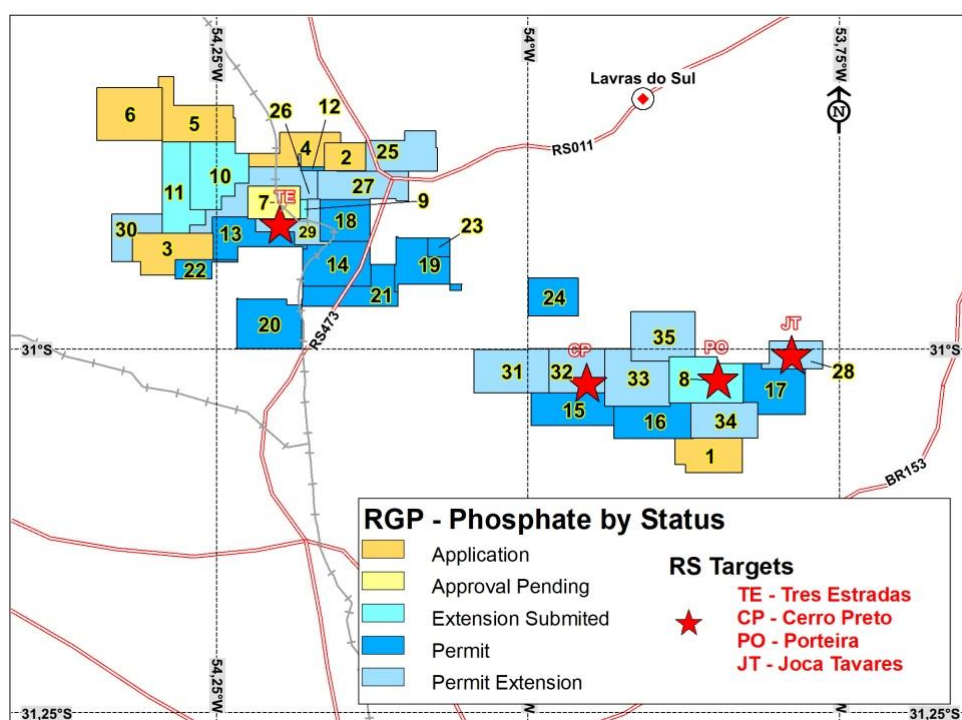 54,25°W
54°W
53,75°W
Lavras do Sul
N
RS011
6
5
26
12
4
2
25
11
10
27
7
TE
9
30
13
29
18
23
3
22
14
19
21
20
24
RS473
31°S
31°S
35
JT
CP
PO
31
32
33
8
28
17
15
16
34
1
BR153
RGP - Phosphate by Status
Application
Approval Pending
Extension Submited
Permit
Permit Extension
RS Targets
TE - Tres Estradas
CP - Cerro Preto
PO - Porteira
JT - Joca Tavares
54,25°W
54°W
53,75°W
31,25°S
31,25°S